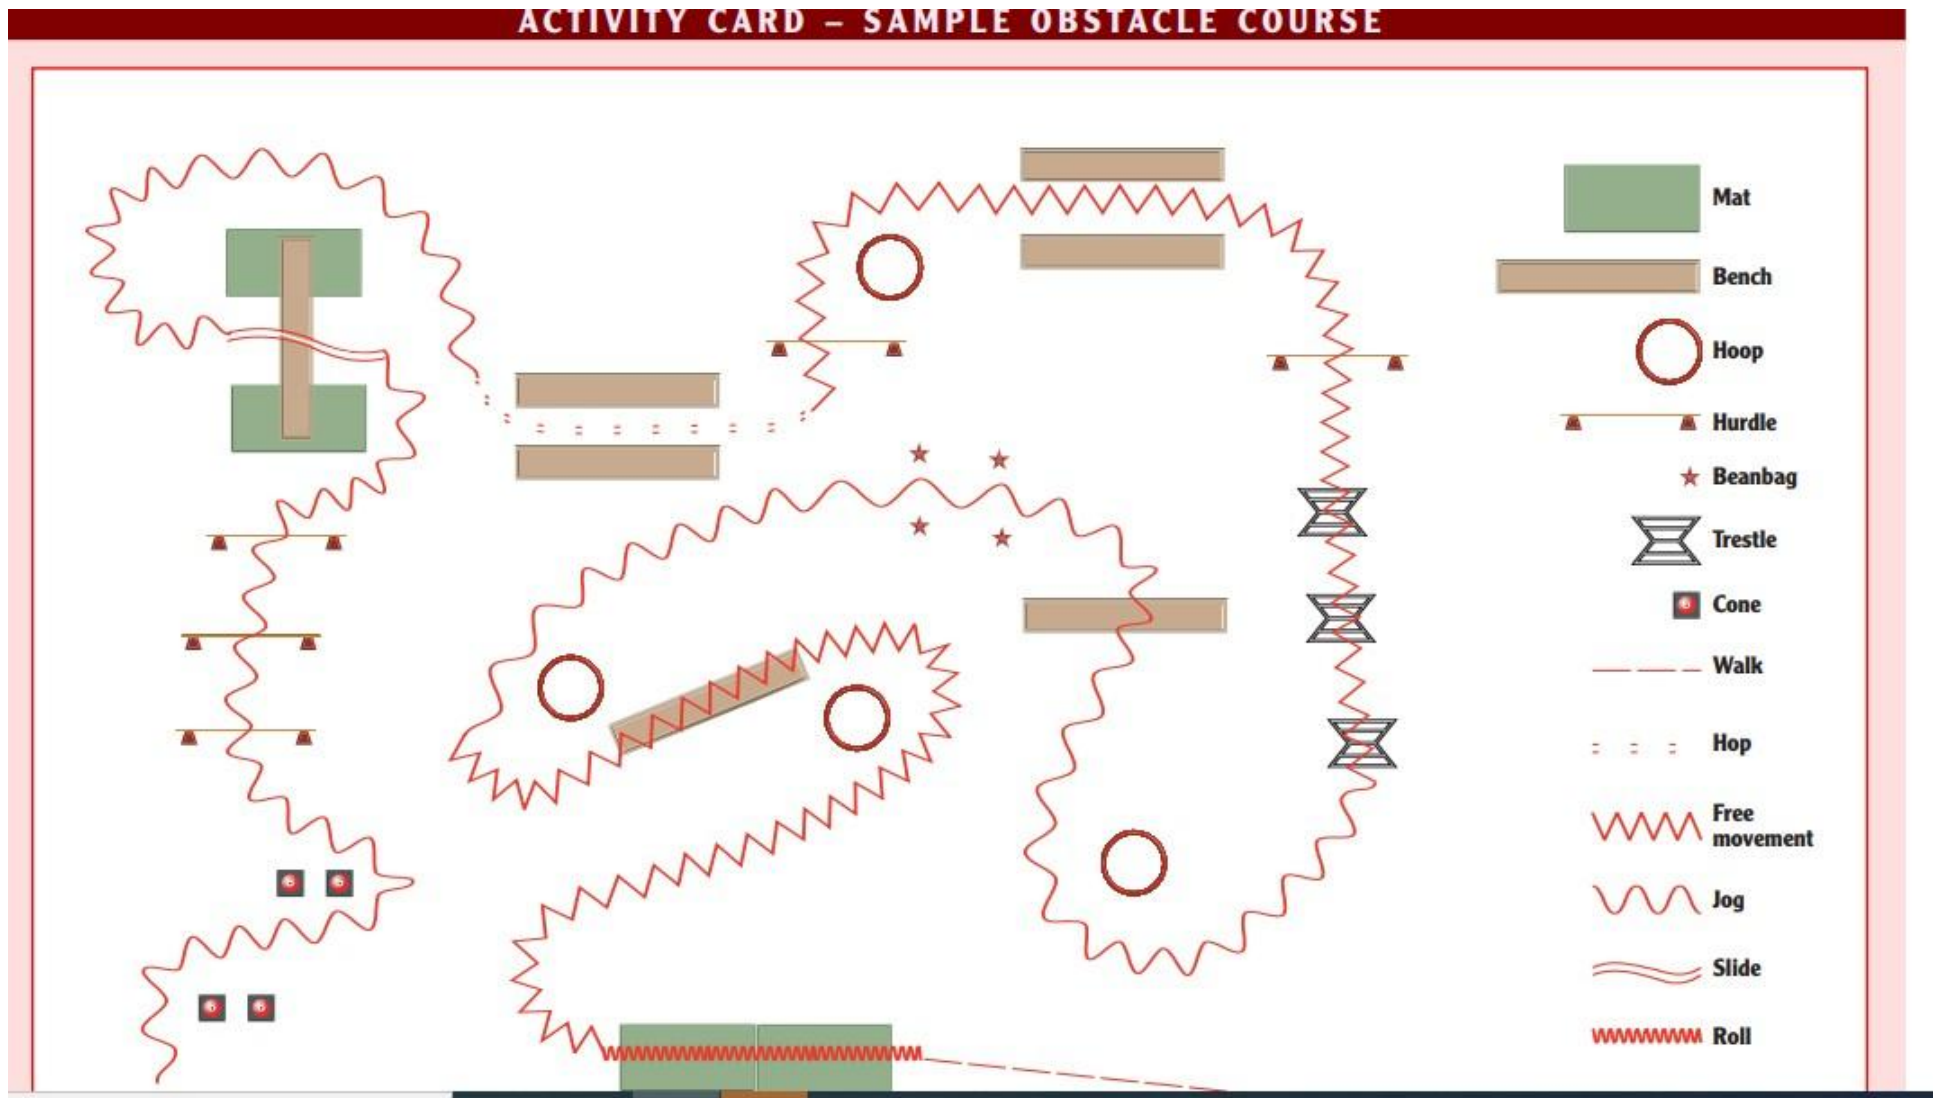 ACTIVITY CARD – SAMPLE OBSTACLE COURSE
Mat
Bench
Hoop
Hurdle
Beanbag
Trestle
Cone
Walk
Hop
Free
movement
Jog
Slide
Roll